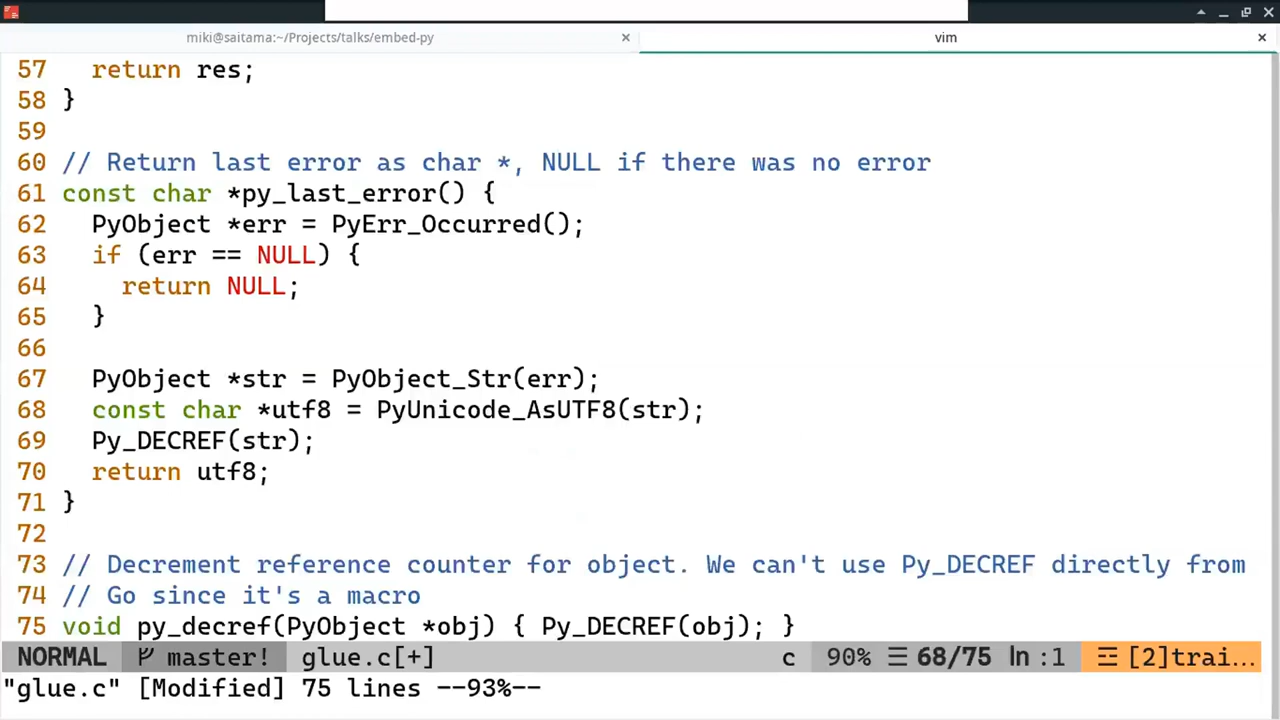 miki@saitama:~/Projects/talks/embed-py × vim ×
57 return res;
58 }
59
60 // Return last error as char *, NULL if there was no error
61 const char *py_last_error() {
62 PyObject *err = PyErr_Occurred();
63 if (err == NULL) {
64 return NULL;
65 }
66
67 PyObject *str = PyObject_Str(err);
68 const char *utf8 = PyUnicode_AsUTF8(str);
69 Py_DECREF(str);
70 return utf8;
71 }
72
73 // Decrement reference counter for object. We can't use Py_DECREF directly from
74 // Go since it's a macro
75 void py_decref(PyObject *obj) { Py_DECREF(obj); }
NORMAL master! glue.c[+] c 90% ☰ 68/75 ln :1 ☲ [2]trai…
"glue.c" [Modified] 75 lines --93%--